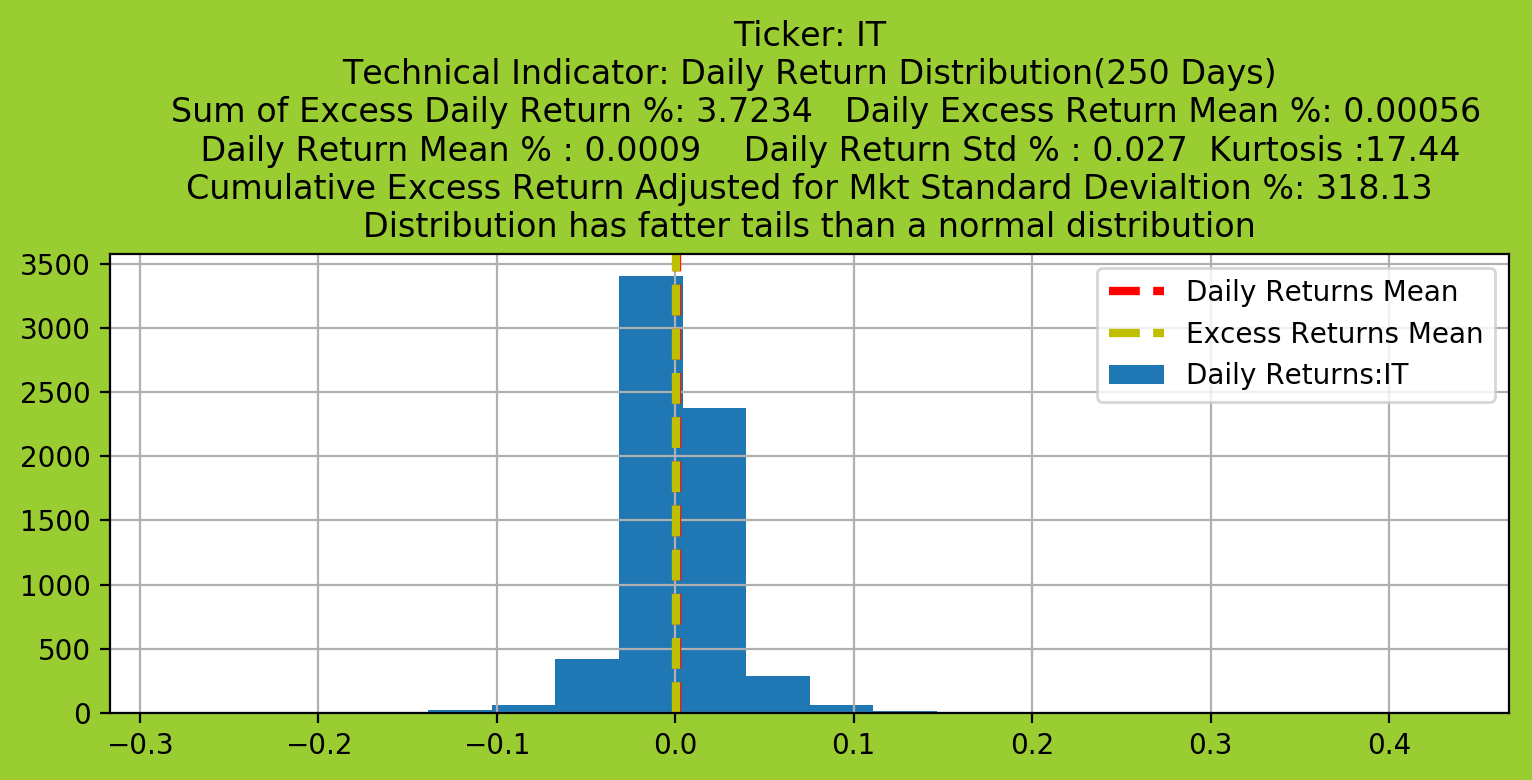 Ticker: IT
Technical Indicator: Daily Return Distribution(250 Days)
Sum of Excess Daily Return %: 3.7234   Daily Excess Return Mean %: 0.00056
Daily Return Mean % : 0.0009    Daily Return Std % : 0.027  Kurtosis :17.44
Cumulative Excess Return Adjusted for Mkt Standard Devialtion %: 318.13
Distribution has fatter tails than a normal distribution
3500
3000
2500
2000
1500
1000
500
0
Daily Returns Mean
Excess Returns Mean
Daily Returns:IT
−0.3 −0.2 −0.1 0.0 0.1 0.2 0.3 0.4